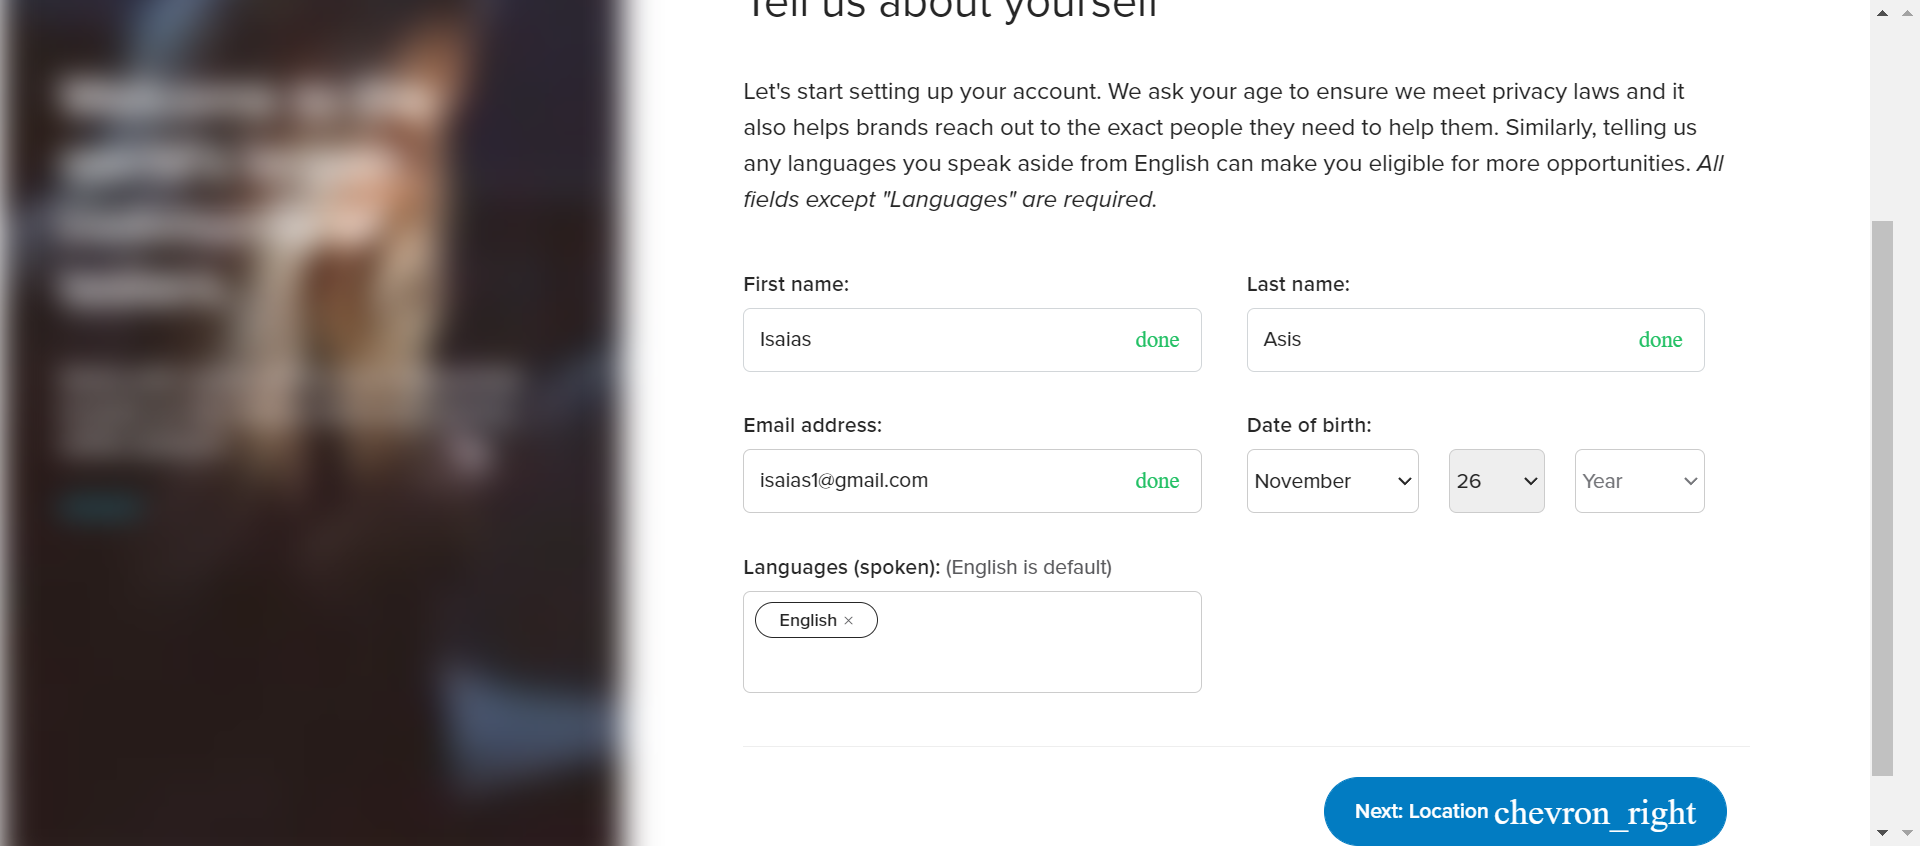 Tell us about yourself
Let's start setting up your account. We ask your age to ensure we meet privacy laws and it
also helps brands reach out to the exact people they need to help them. Similarly, telling us
any languages you speak aside from English can make you eligible for more opportunities. All
fields except "Languages" are required.
First name:
Last name:
Isaias done
Asis done
Email address:
Date of birth:
isaias1@gmail.com done
November 26 Year
Languages (spoken): (English is default)
English ×
Next: Location chevron_right